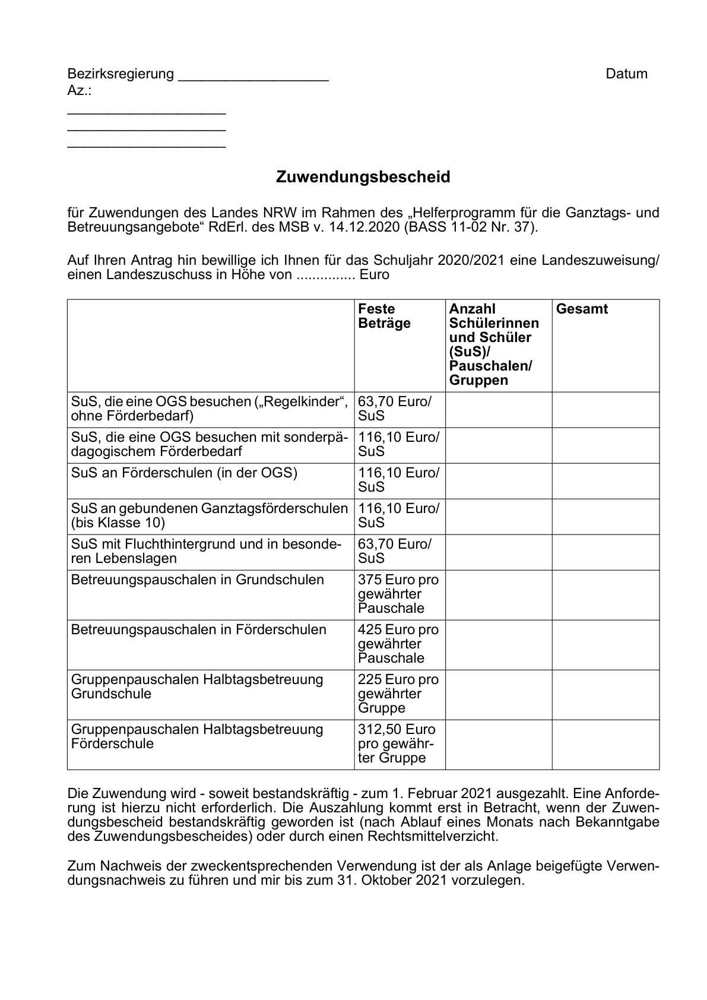 Bezirksregierung ___________________ Datum
Az.:
____________________
____________________
____________________
Zuwendungsbescheid
für Zuwendungen des Landes NRW im Rahmen des „Helferprogramm für die Ganztags- und
Betreuungsangebote“ RdErl. des MSB v. 14.12.2020 (BASS 11-02 Nr. 37).
Auf Ihren Antrag hin bewillige ich Ihnen für das Schuljahr 2020/2021 eine Landeszuweisung/
einen Landeszuschuss in Höhe von ............... Euro
Feste
Beträge
Anzahl
Schülerinnen
und Schüler
(SuS)/
Pauschalen/
Gruppen
Gesamt
SuS, die eine OGS besuchen („Regelkinder“,
ohne Förderbedarf)
63,70 Euro/
SuS
SuS, die eine OGS besuchen mit sonderpä-
dagogischem Förderbedarf
116,10 Euro/
SuS
SuS an Förderschulen (in der OGS)
116,10 Euro/
SuS
SuS an gebundenen Ganztagsförderschulen
(bis Klasse 10)
116,10 Euro/
SuS
SuS mit Fluchthintergrund und in besonde-
ren Lebenslagen
63,70 Euro/
SuS
Betreuungspauschalen in Grundschulen
375 Euro pro
gewährter
Pauschale
Betreuungspauschalen in Förderschulen
425 Euro pro
gewährter
Pauschale
Gruppenpauschalen Halbtagsbetreuung
Grundschule
225 Euro pro
gewährter
Gruppe
Gruppenpauschalen Halbtagsbetreuung
Förderschule
312,50 Euro
pro gewähr-
ter Gruppe
Die Zuwendung wird - soweit bestandskräftig - zum 1. Februar 2021 ausgezahlt. Eine Anforde-
rung ist hierzu nicht erforderlich. Die Auszahlung kommt erst in Betracht, wenn der Zuwen-
dungsbescheid bestandskräftig geworden ist (nach Ablauf eines Monats nach Bekanntgabe
des Zuwendungsbescheides) oder durch einen Rechtsmittelverzicht.
Zum Nachweis der zweckentsprechenden Verwendung ist der als Anlage beigefügte Verwen-
dungsnachweis zu führen und mir bis zum 31. Oktober 2021 vorzulegen.